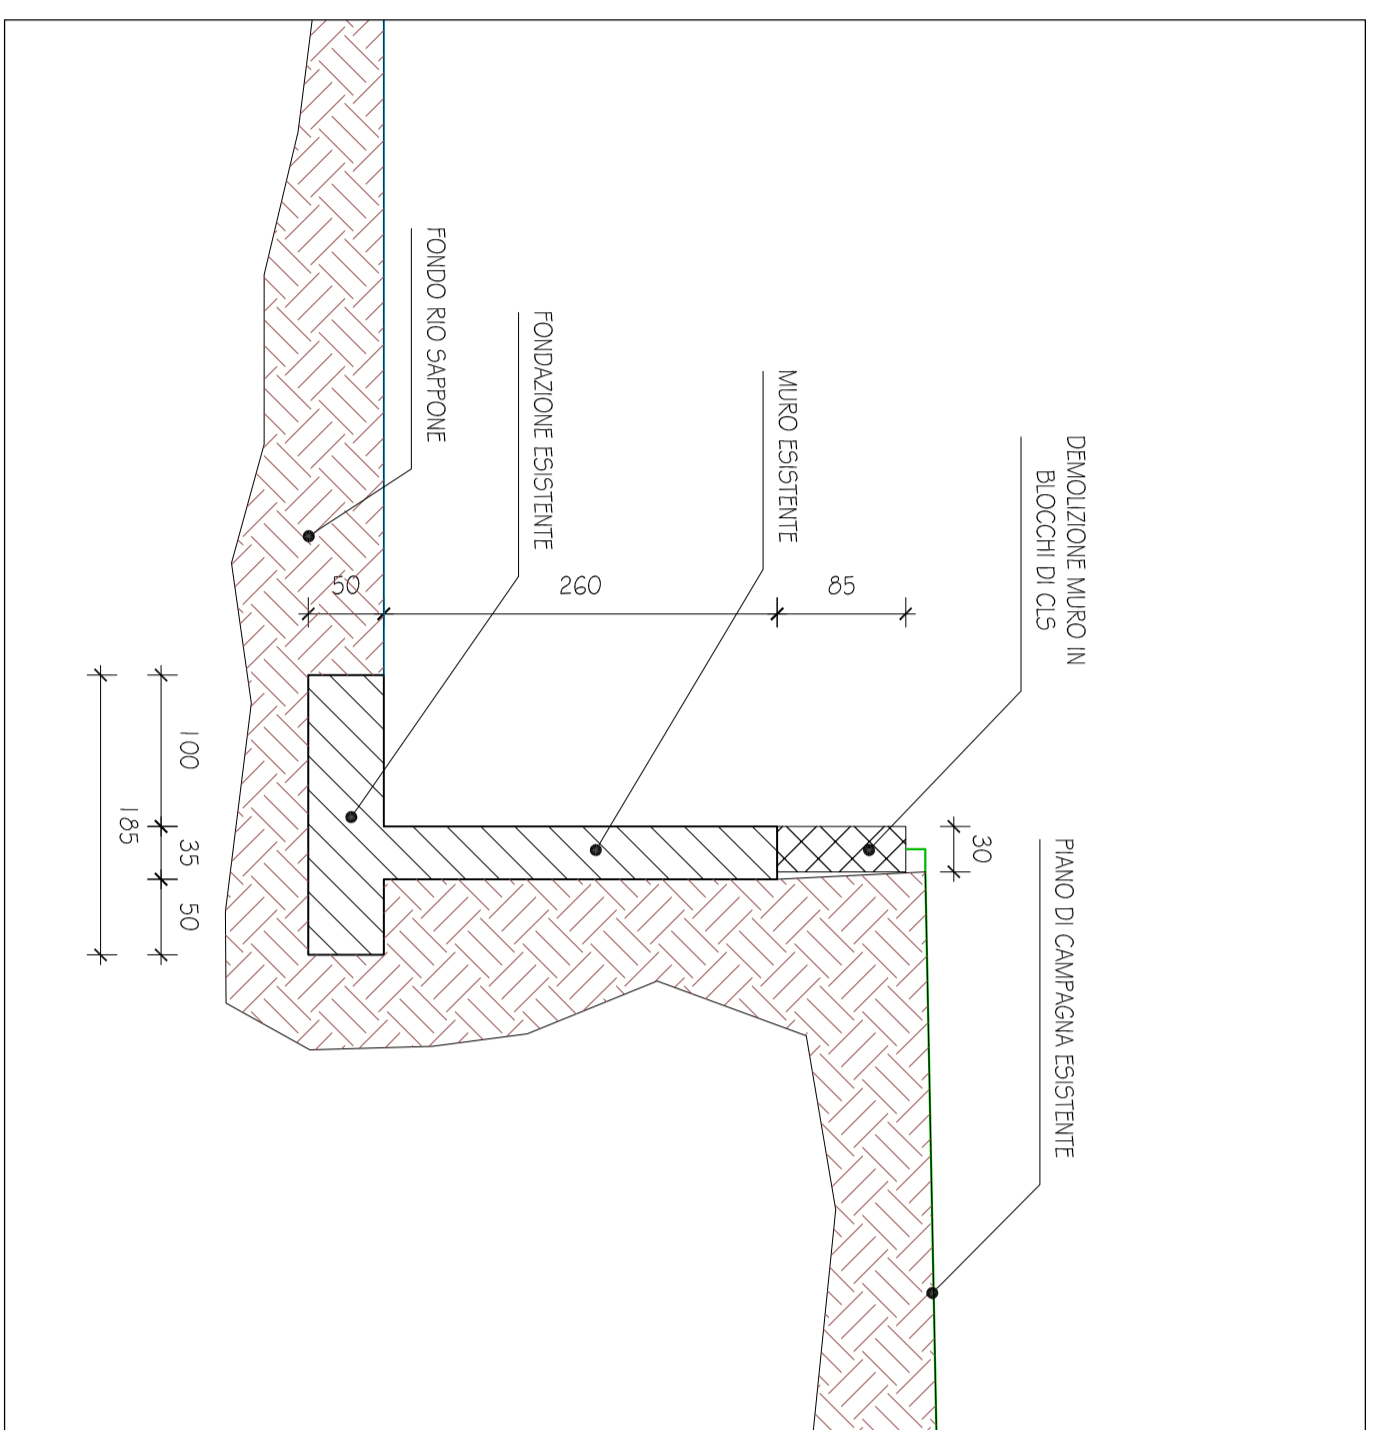 DEMOLIZIONE MURO IN
BLOCCHI DI CLS
PIANO DI CAMPAGNA ESISTENTE
MURO ESISTENTE
FONDAZIONE ESISTENTE
FONDO RIO SAPPONE
30
85
260
50
100
35
50
185